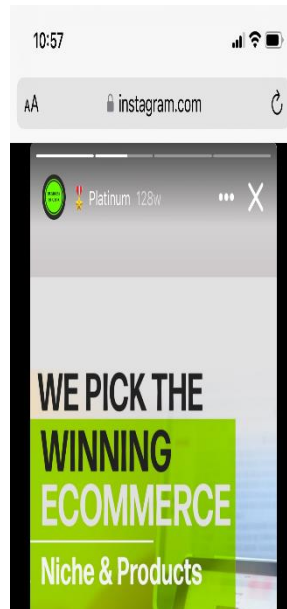 10:57
AA instagram.com
Platinum 128w
WE PICK THE
WINNING
ECOMMERCE
Niche & Products